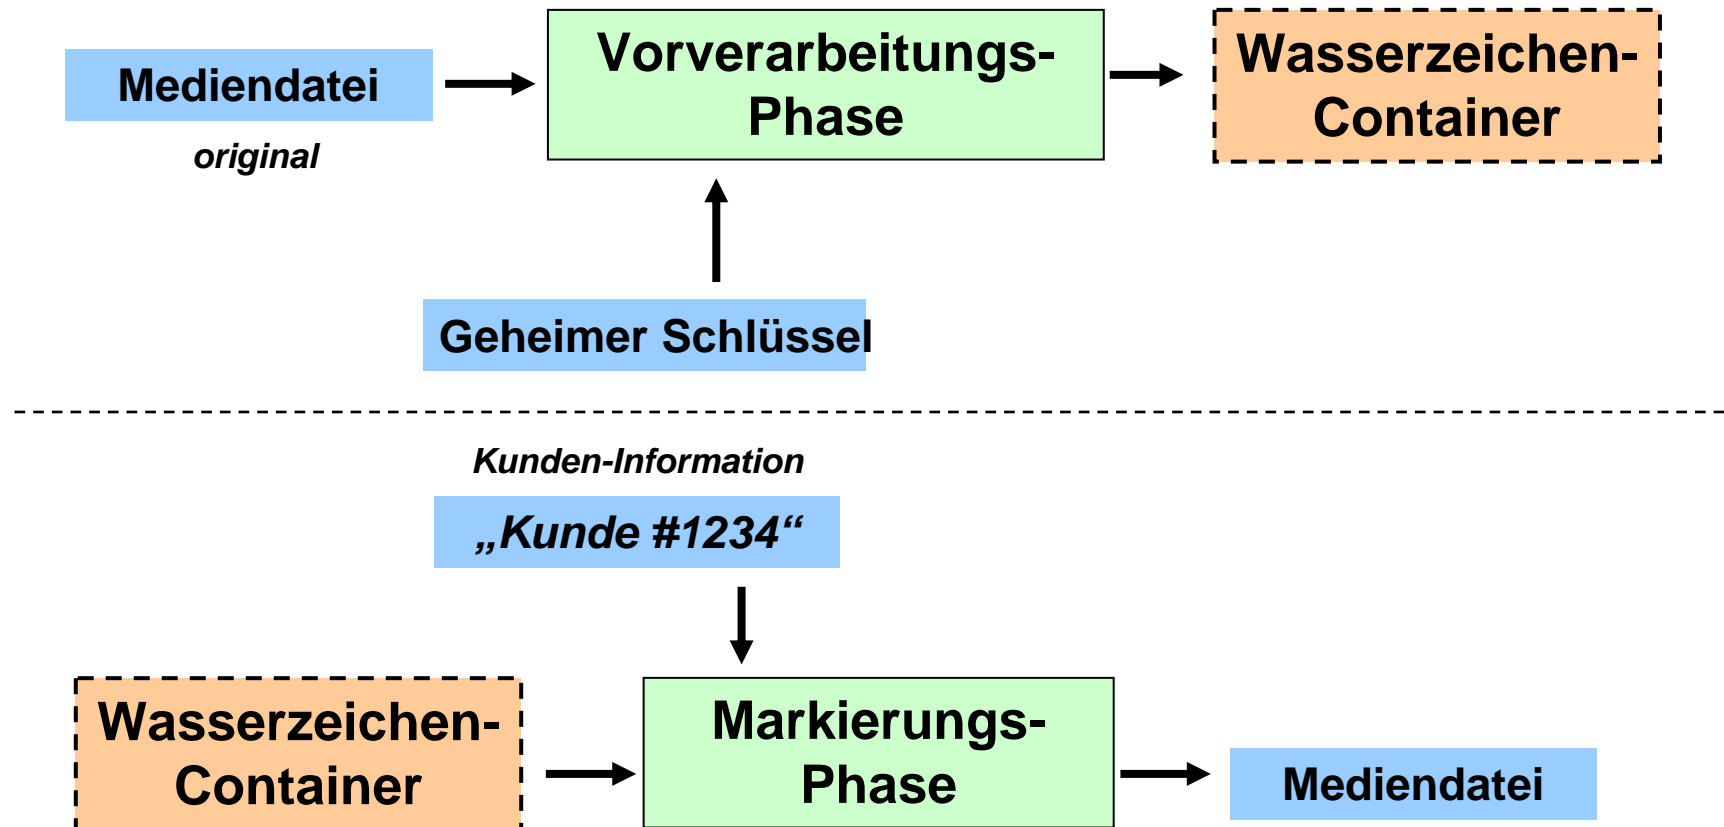 Mediendatei
original
Vorverarbeitungs-
Phase
Wasserzeichen-
Container
Geheimer Schlüssel
Kunden-Information
„Kunde #1234“
Wasserzeichen-
Container
Markierungs-
Phase
Mediendatei